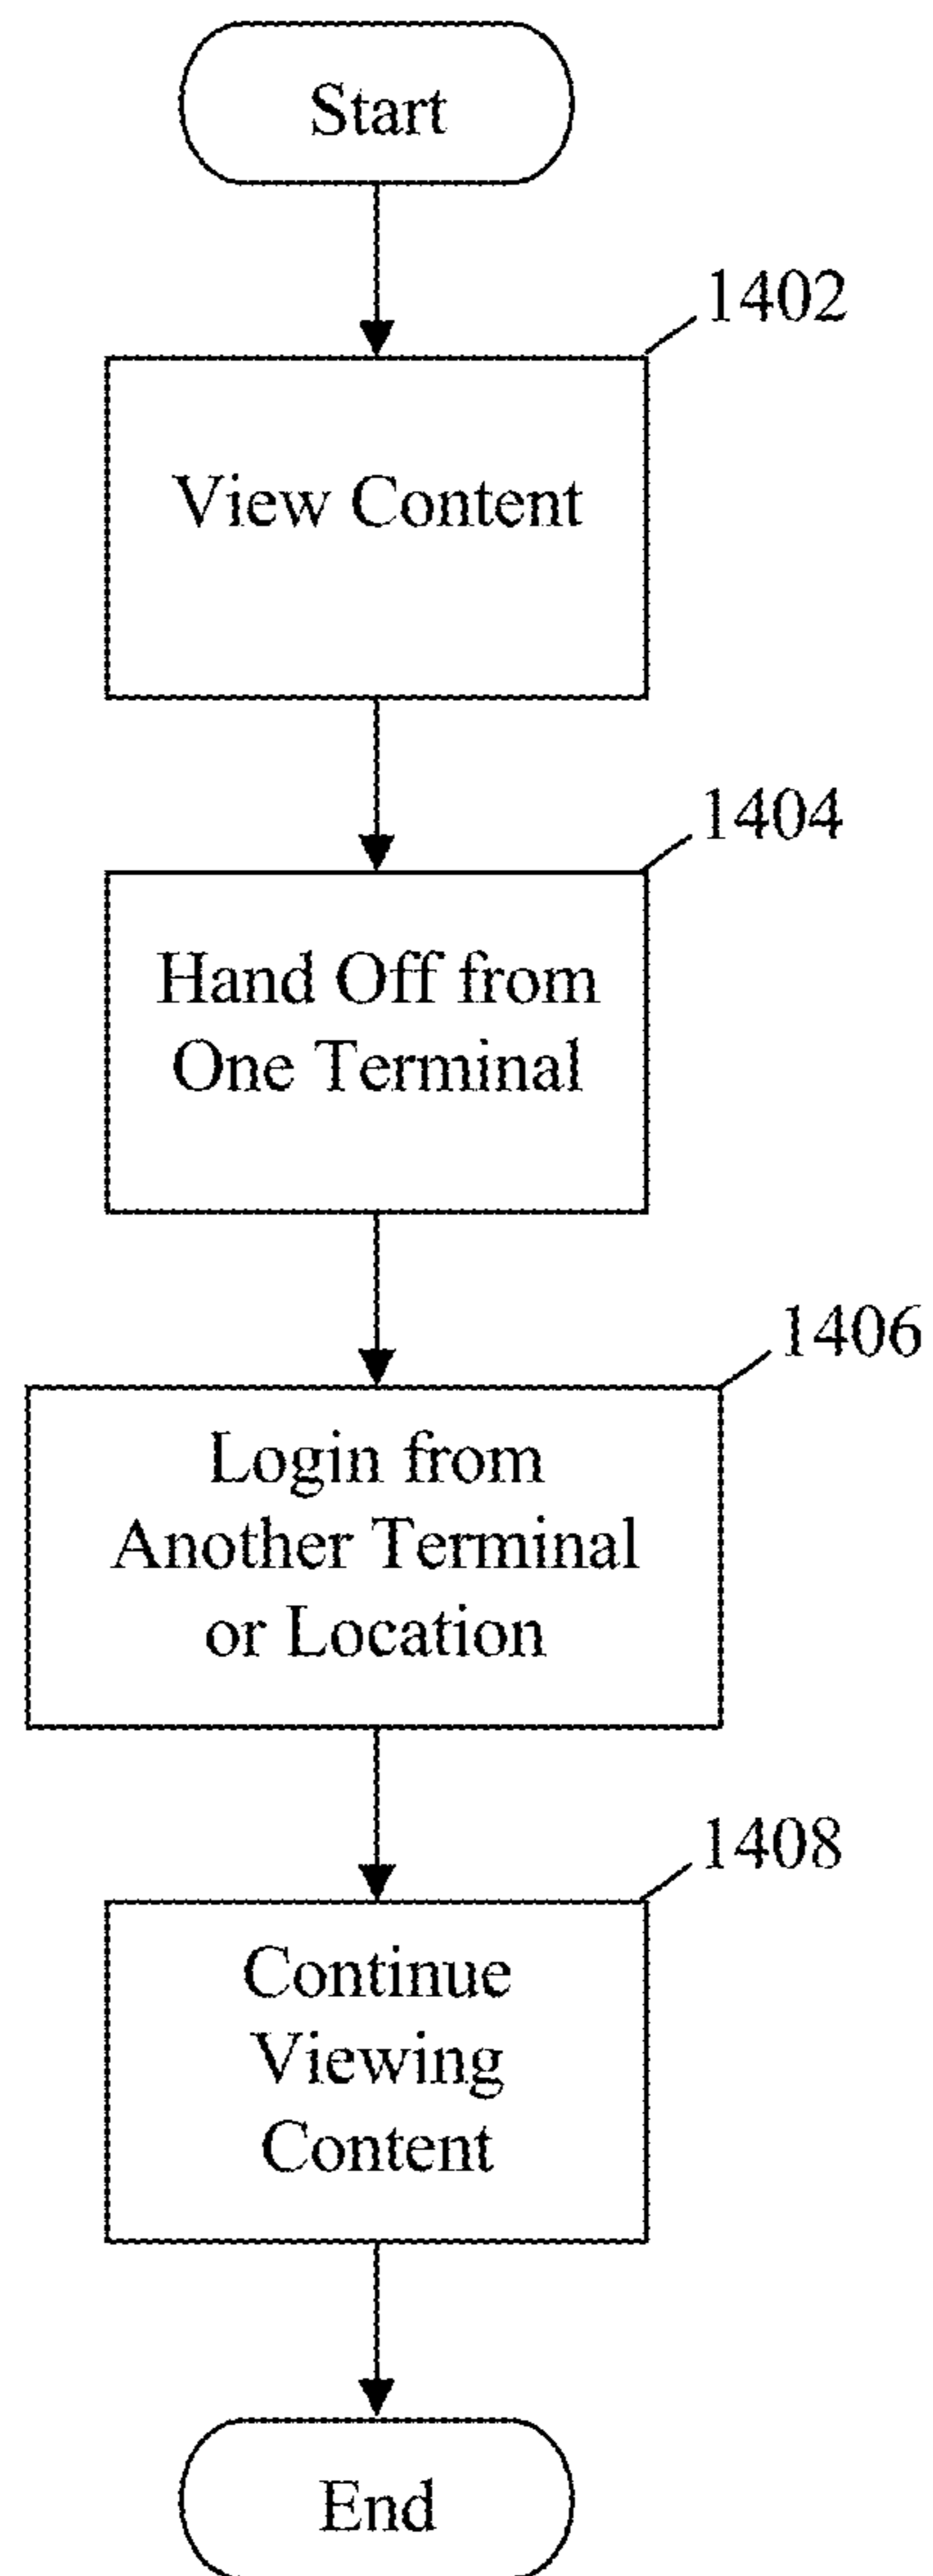 Start
1402
View Content
1404
Hand Off from
One Terminal
1406
Login from
Another Terminal
or Location
1408
Continue
Viewing
Content
End